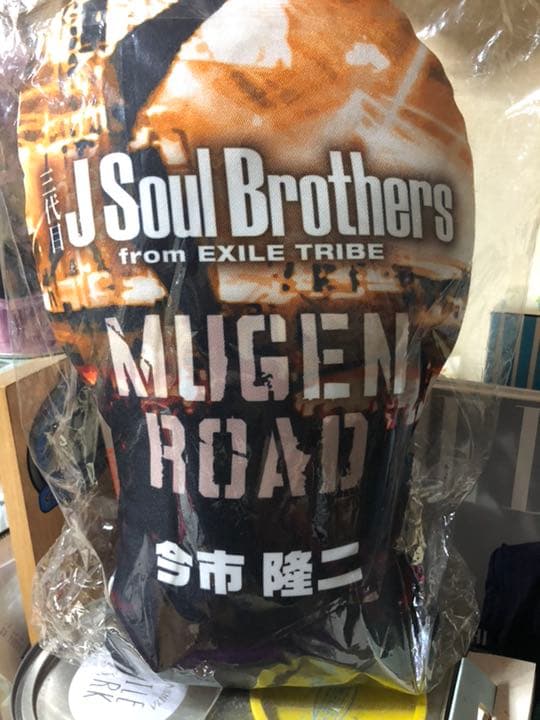 三代目
J Soul Brothers
from EXILE TRIBE
MUGEN
ROAD
今市 隆二